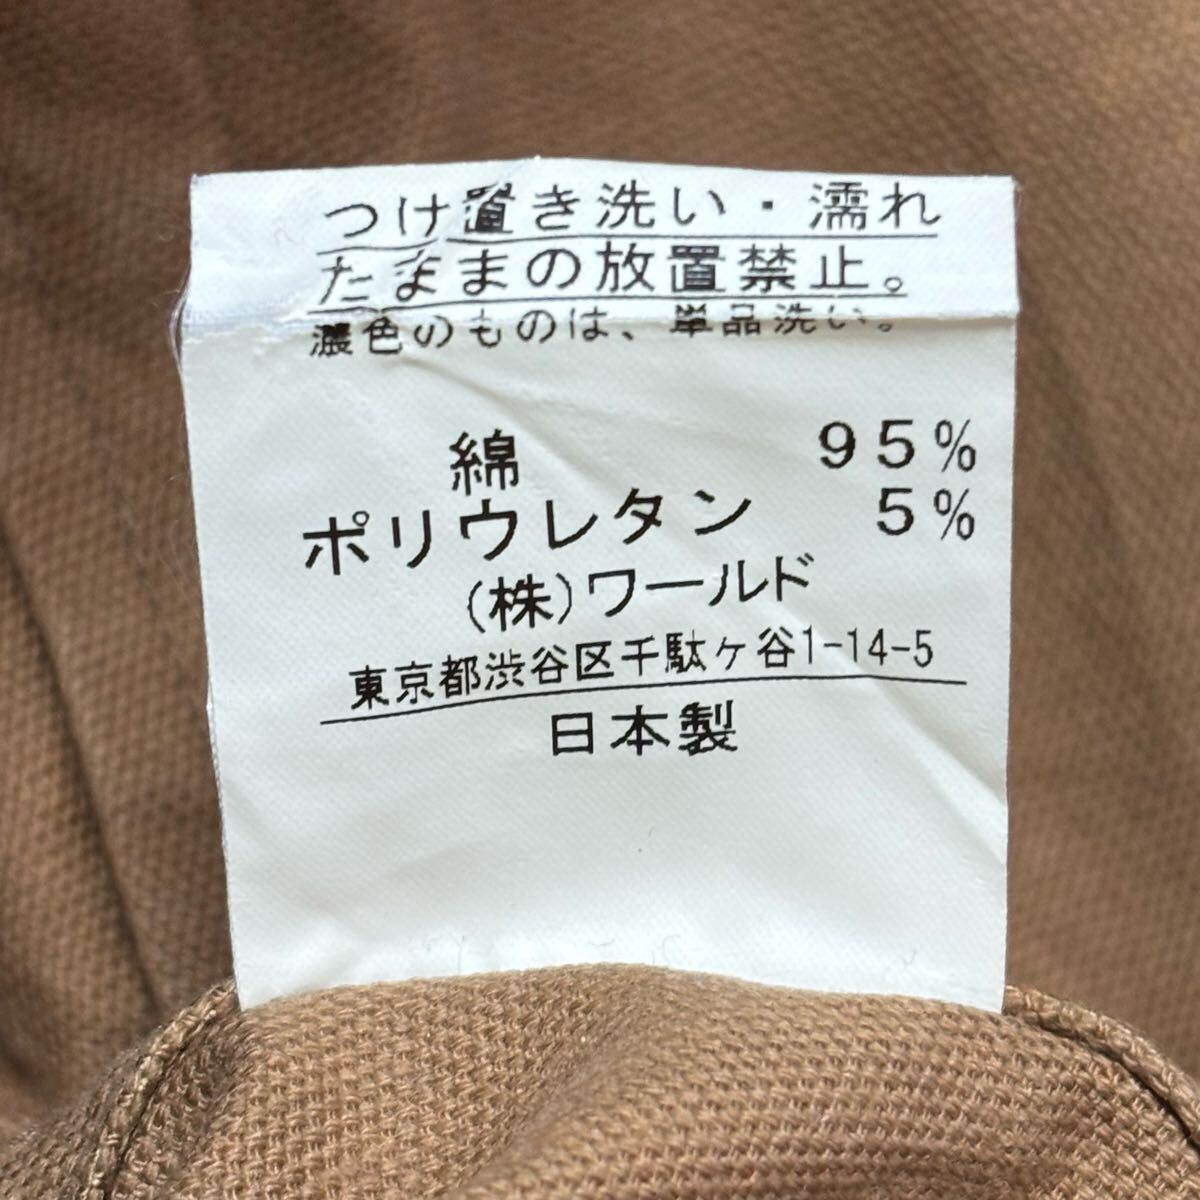 つけ置き洗い・濡れ
たままの放置禁止。
濃色のものは、単品洗い。
綿 95%
ポリウレタン 5%
(株)ワールド
東京都渋谷区千駄ヶ谷1-14-5
日本製